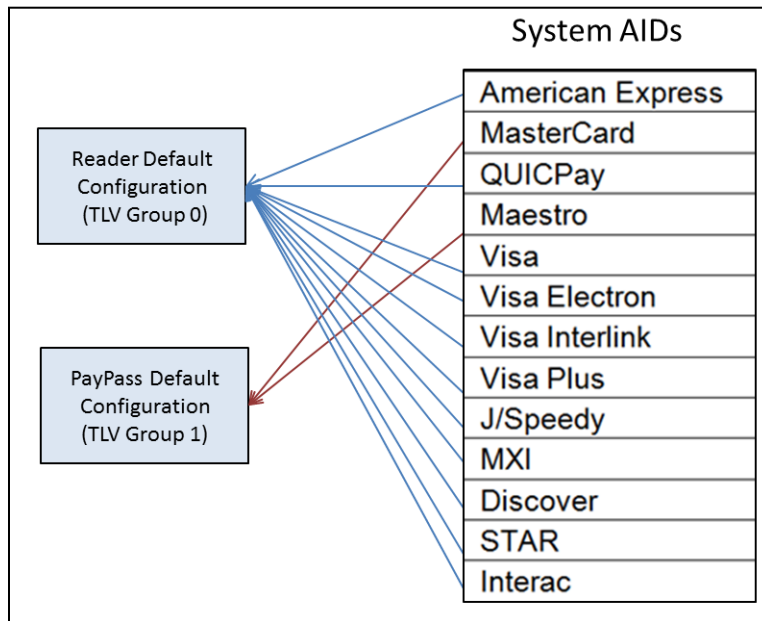 System AIDs
Reader Default
Configuration
(TLV Group 0)
PayPass Default
Configuration
(TLV Group 1)
American Express
MasterCard
QUICPay
Maestro
Visa
Visa Electron
Visa Interlink
Visa Plus
J/Speedy
MXI
Discover
STAR
Interac